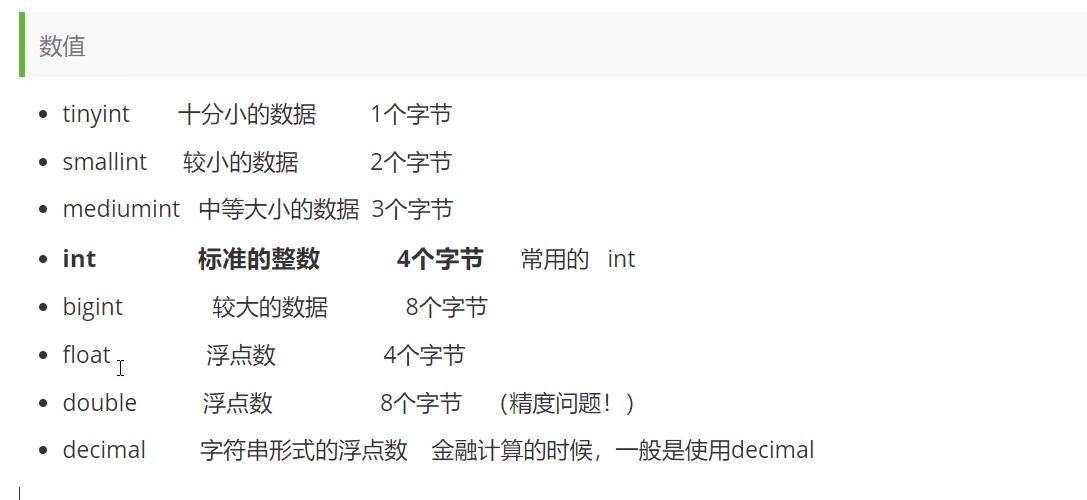 数值
tinyint 十分小的数据 1个字节
smallint 较小的数据 2个字节
mediumint 中等大小的数据 3个字节
int 标准的整数 4个字节 常用的 int
bigint 较大的数据 8个字节
float 浮点数 4个字节
double 浮点数 8个字节 （精度问题！）
decimal 字符串形式的浮点数 金融计算的时候，一般是使用decimal